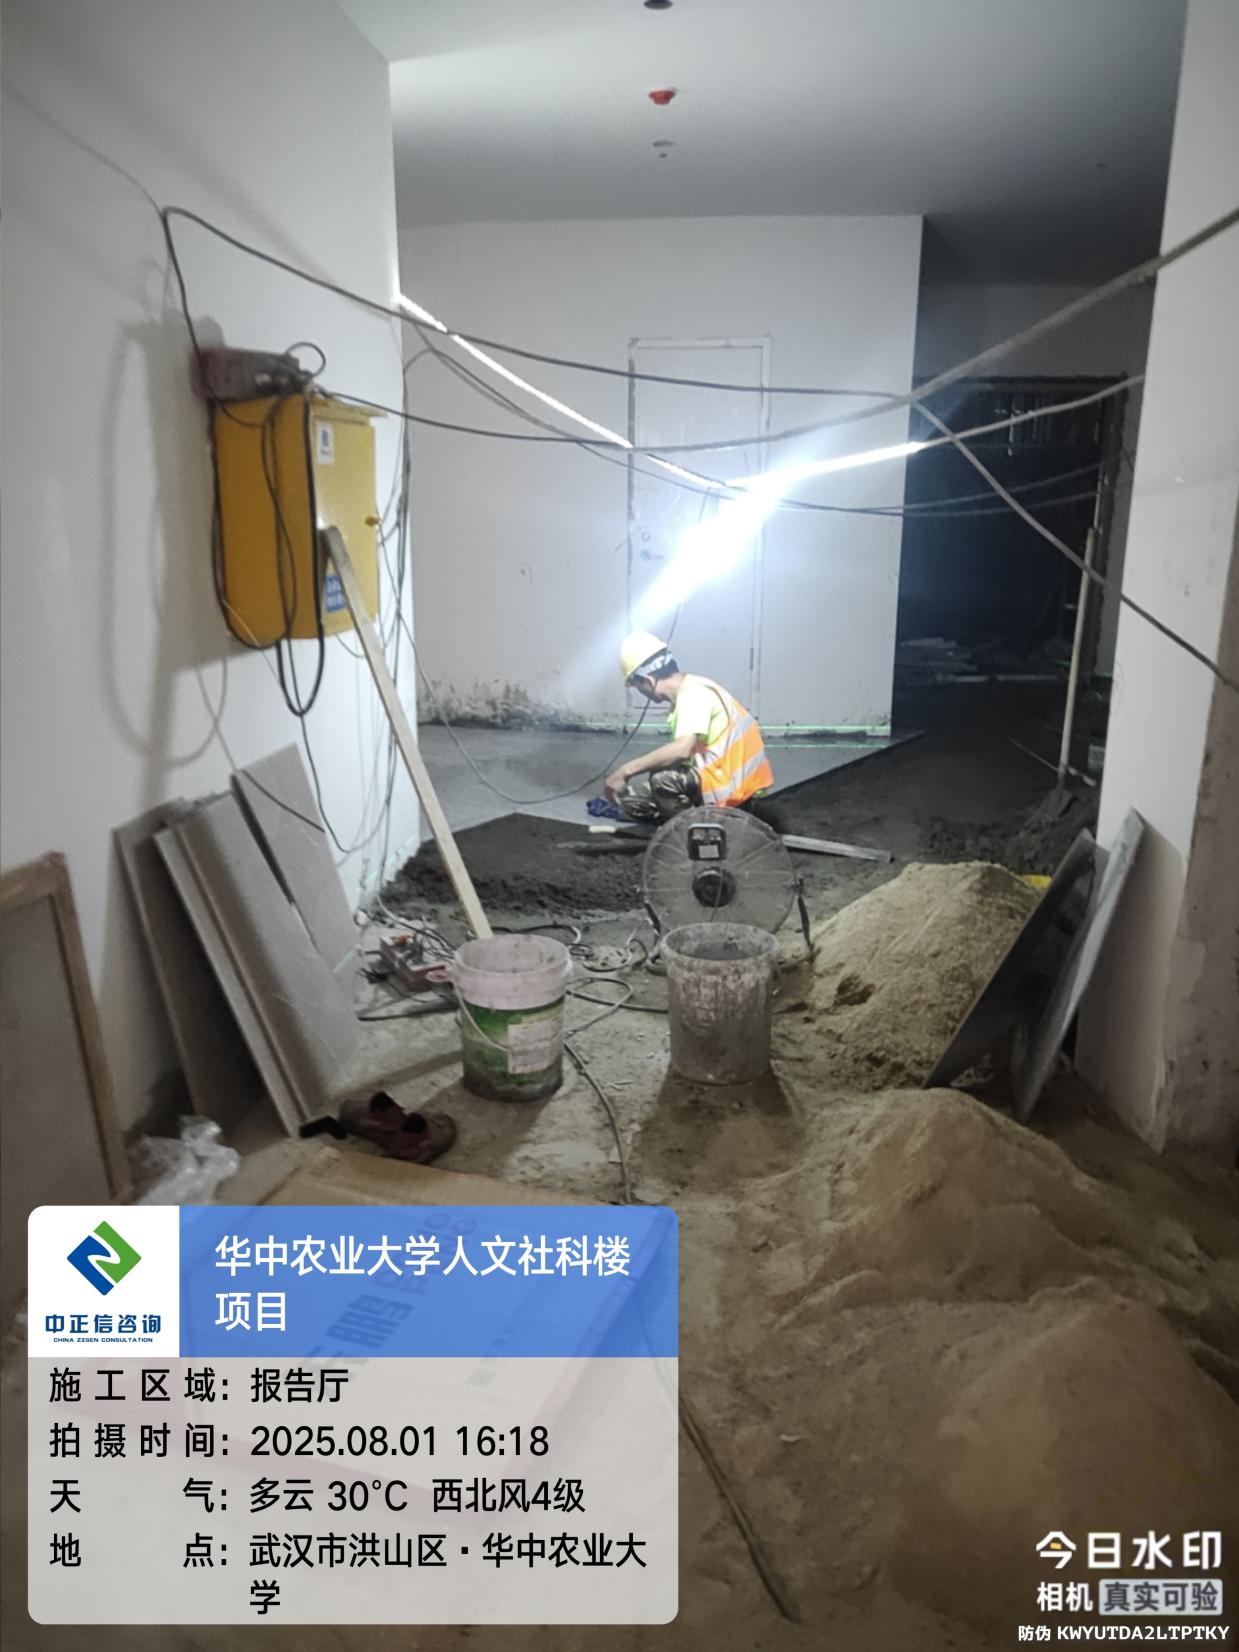 华中农业大学人文社科楼
项目
中正信咨询
CHINA ZZSEN CONSULTATION
施工区域：报告厅
拍摄时间：2025.08.01 16:18
天气：多云 30°C 西北风4级
地点：武汉市洪山区·华中农业大
学
今日水印
相机 真实可验
防伪 KWYUTDA2LTPTKY